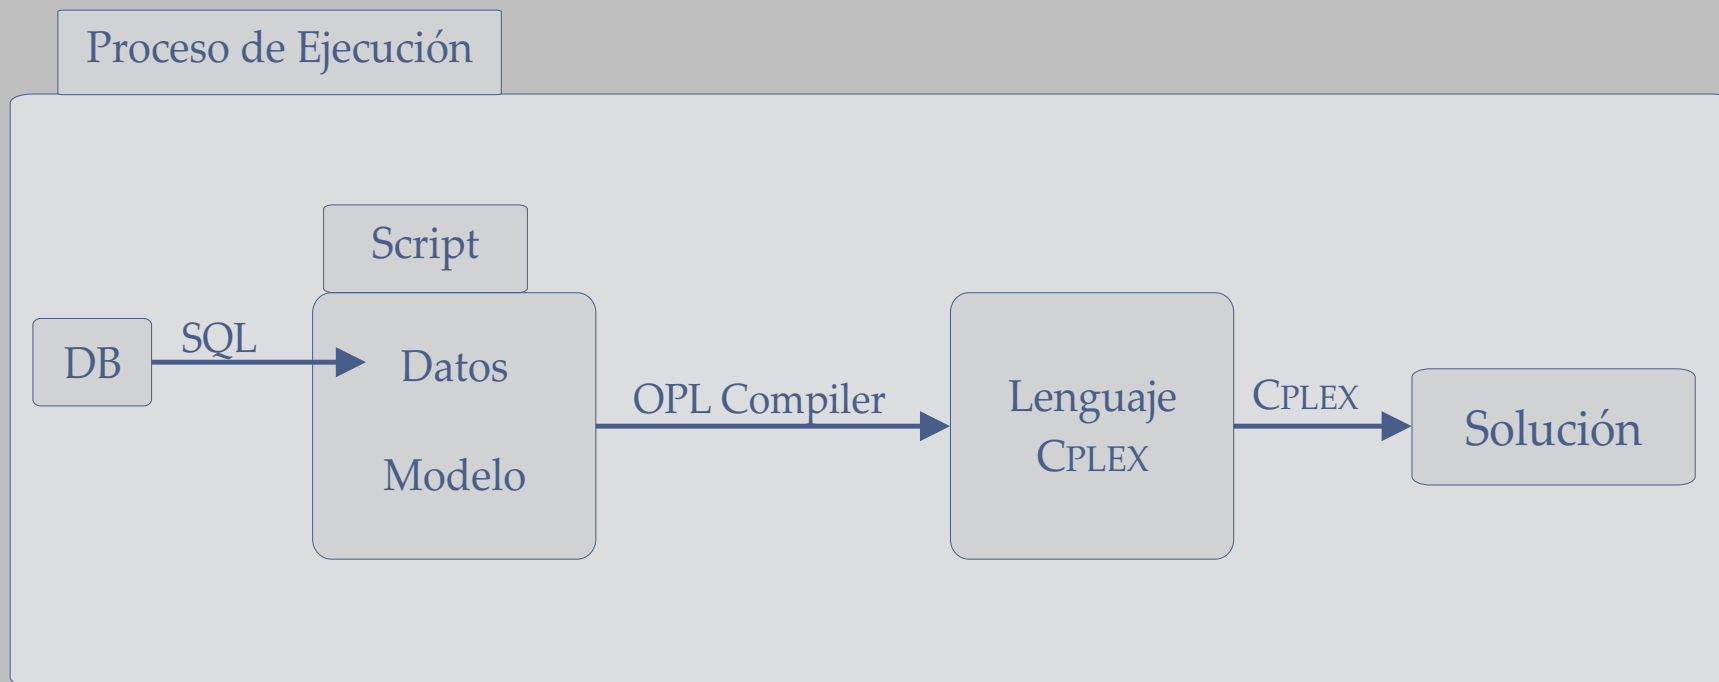 Proceso de Ejecución
Script
DB
SQL
Datos
Modelo
OPL Compiler
Lenguaje
CPLEX
CPLEX
Solución